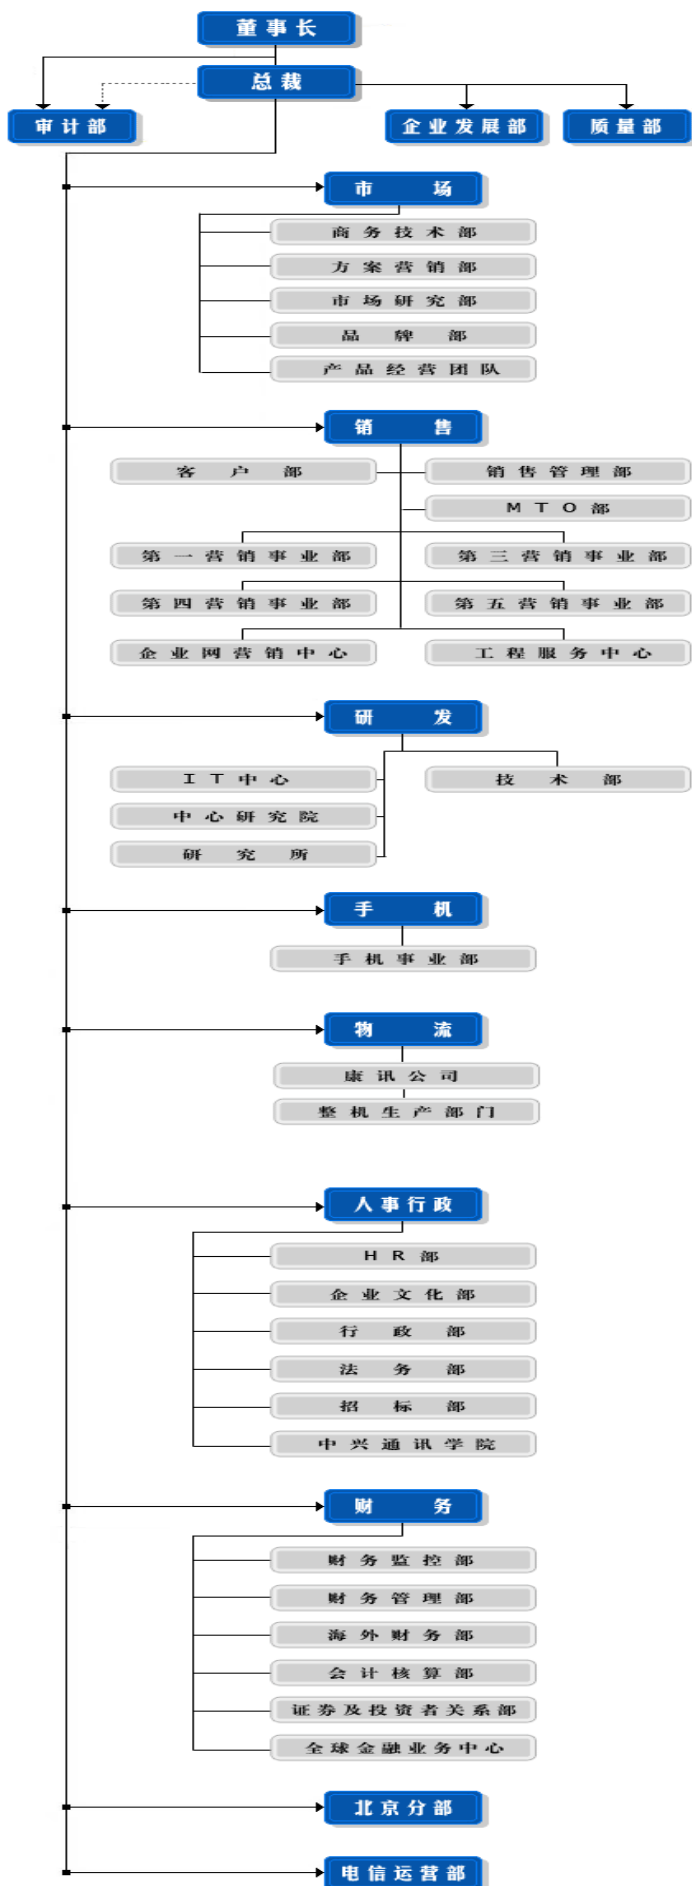 董事长
总裁
审计部 企业发展部 质量部
市场
商务技术部
方案营销部
市场研究部
品牌部
产品经营团队
销售
客户部 销售管理部
MTO部
第一营销事业部 第三营销事业部
第四营销事业部 第五营销事业部
企业网营销中心 工程服务中心
研发
IT中心 技术部
中心研究院
研究所
手机
手机事业部
物流
康讯公司
整机生产部门
人事行政
HR部
企业文化部
行政部
法务部
招标部
中兴通讯学院
财务
财务监控部
财务管理部
海外财务部
会计核算部
证券及投资者关系部
全球金融业务中心
北京分部
电信运营部